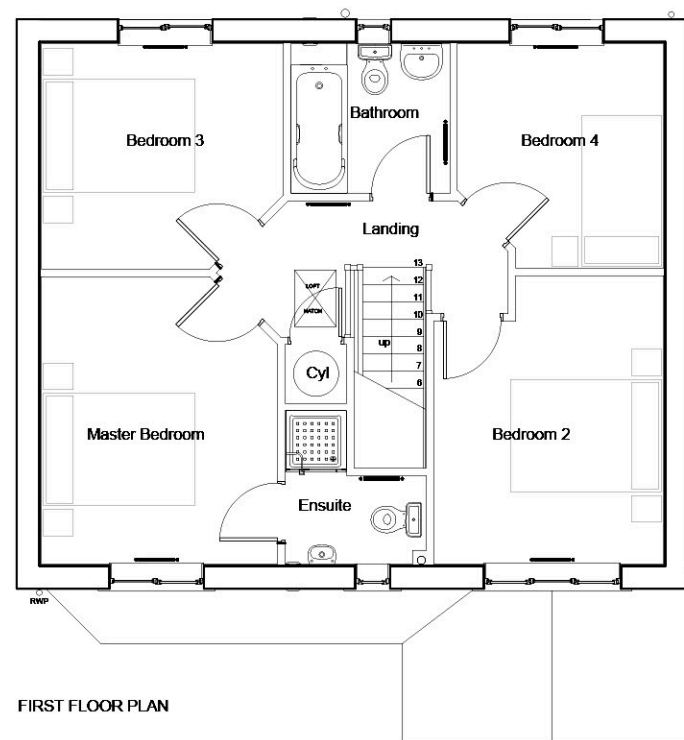 Bedroom 3
Bathroom
Bedroom 4
Landing
13
12
11
10
9
8
7
6
up
LOFT
HATCH
Cyl
Master Bedroom
Bedroom 2
Ensuite
RWP
FIRST FLOOR PLAN